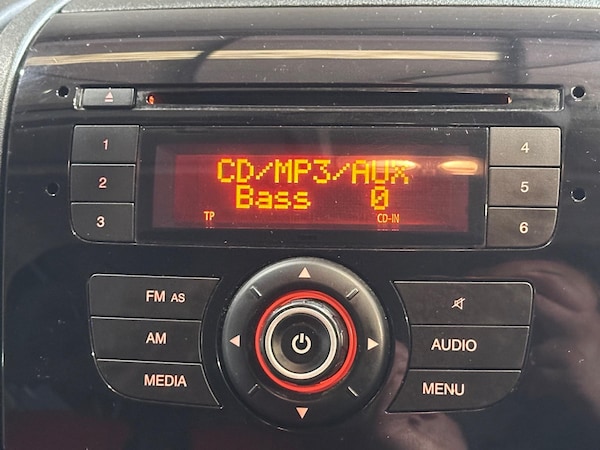 1
CD/MP3/AUX
4
2
Bass 0
5
3
TP
CD-IN
6
FM AS
AM
AUDIO
MEDIA
MENU